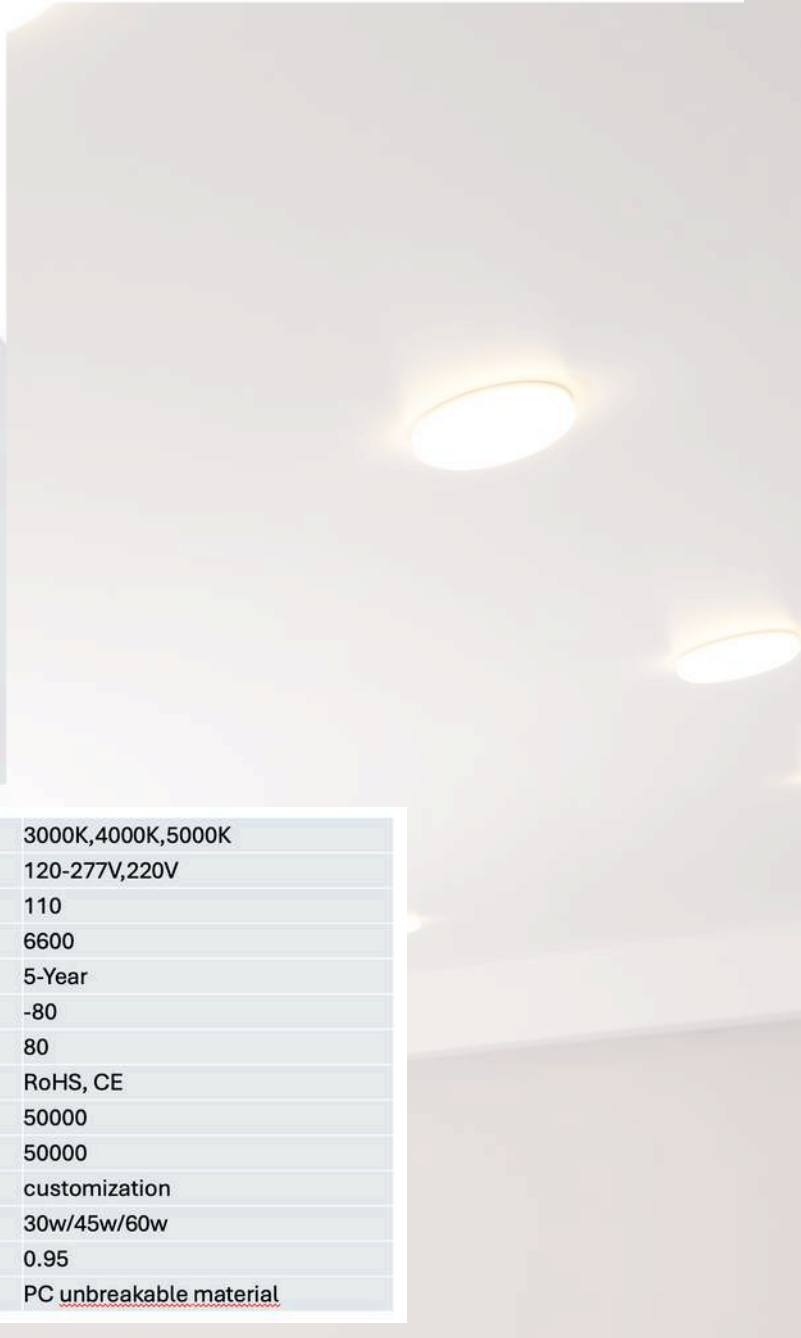 3000K,4000K,5000K
120-277V,220V
110
6600
5-Year
-80
80
RoHS, CE
50000
50000
customization
30w/45w/60w
0.95
PC unbreakable material